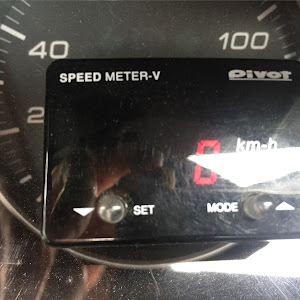 40
100
2
SPEED METER-V
Pivot
0 km-h
SET
MODE